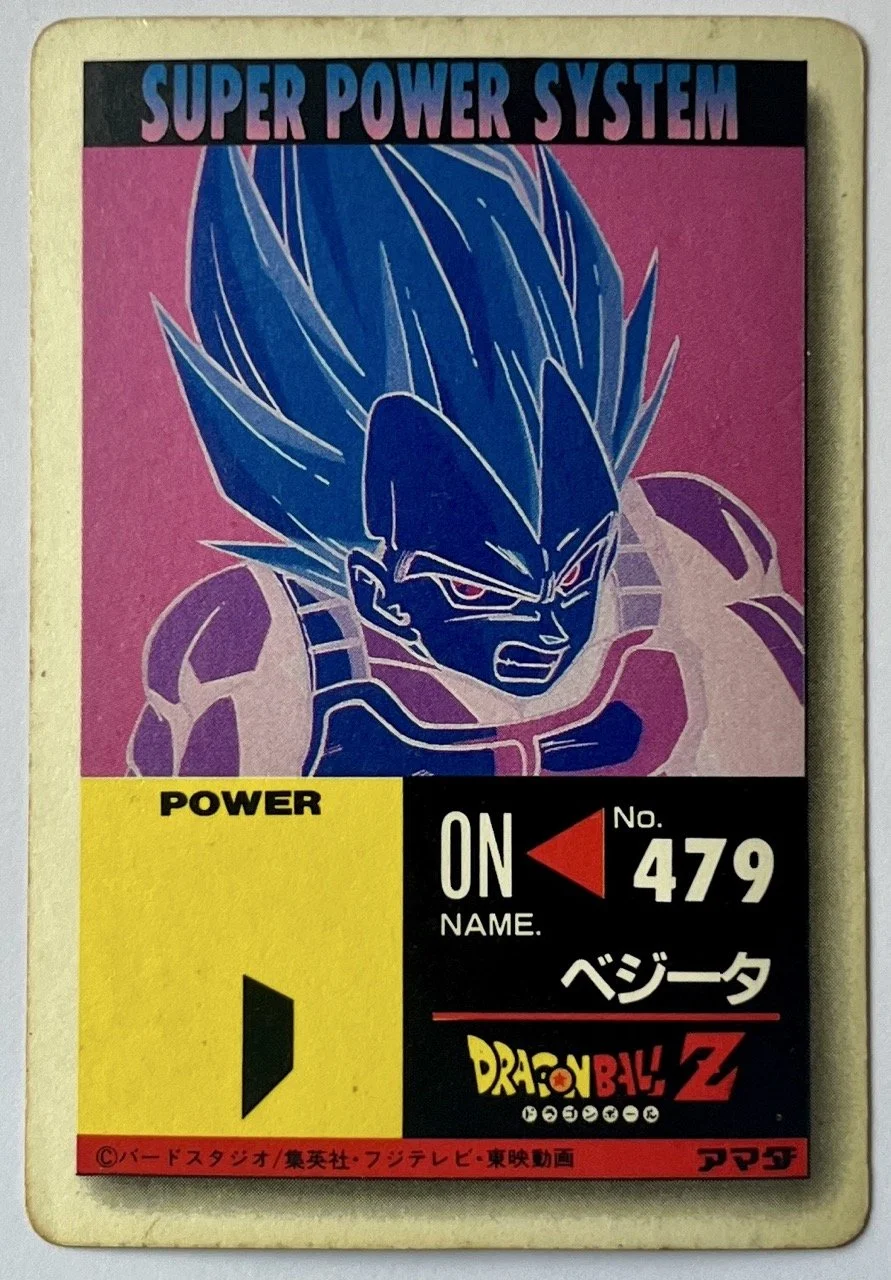 SUPER POWER SYSTEM
POWER
ON
No.
479
NAME.
ベジータ
DRAGON BALL Z
ドラゴンボール
©バードスタジオ/集英社・フジテレビ・東映動画
アマダ